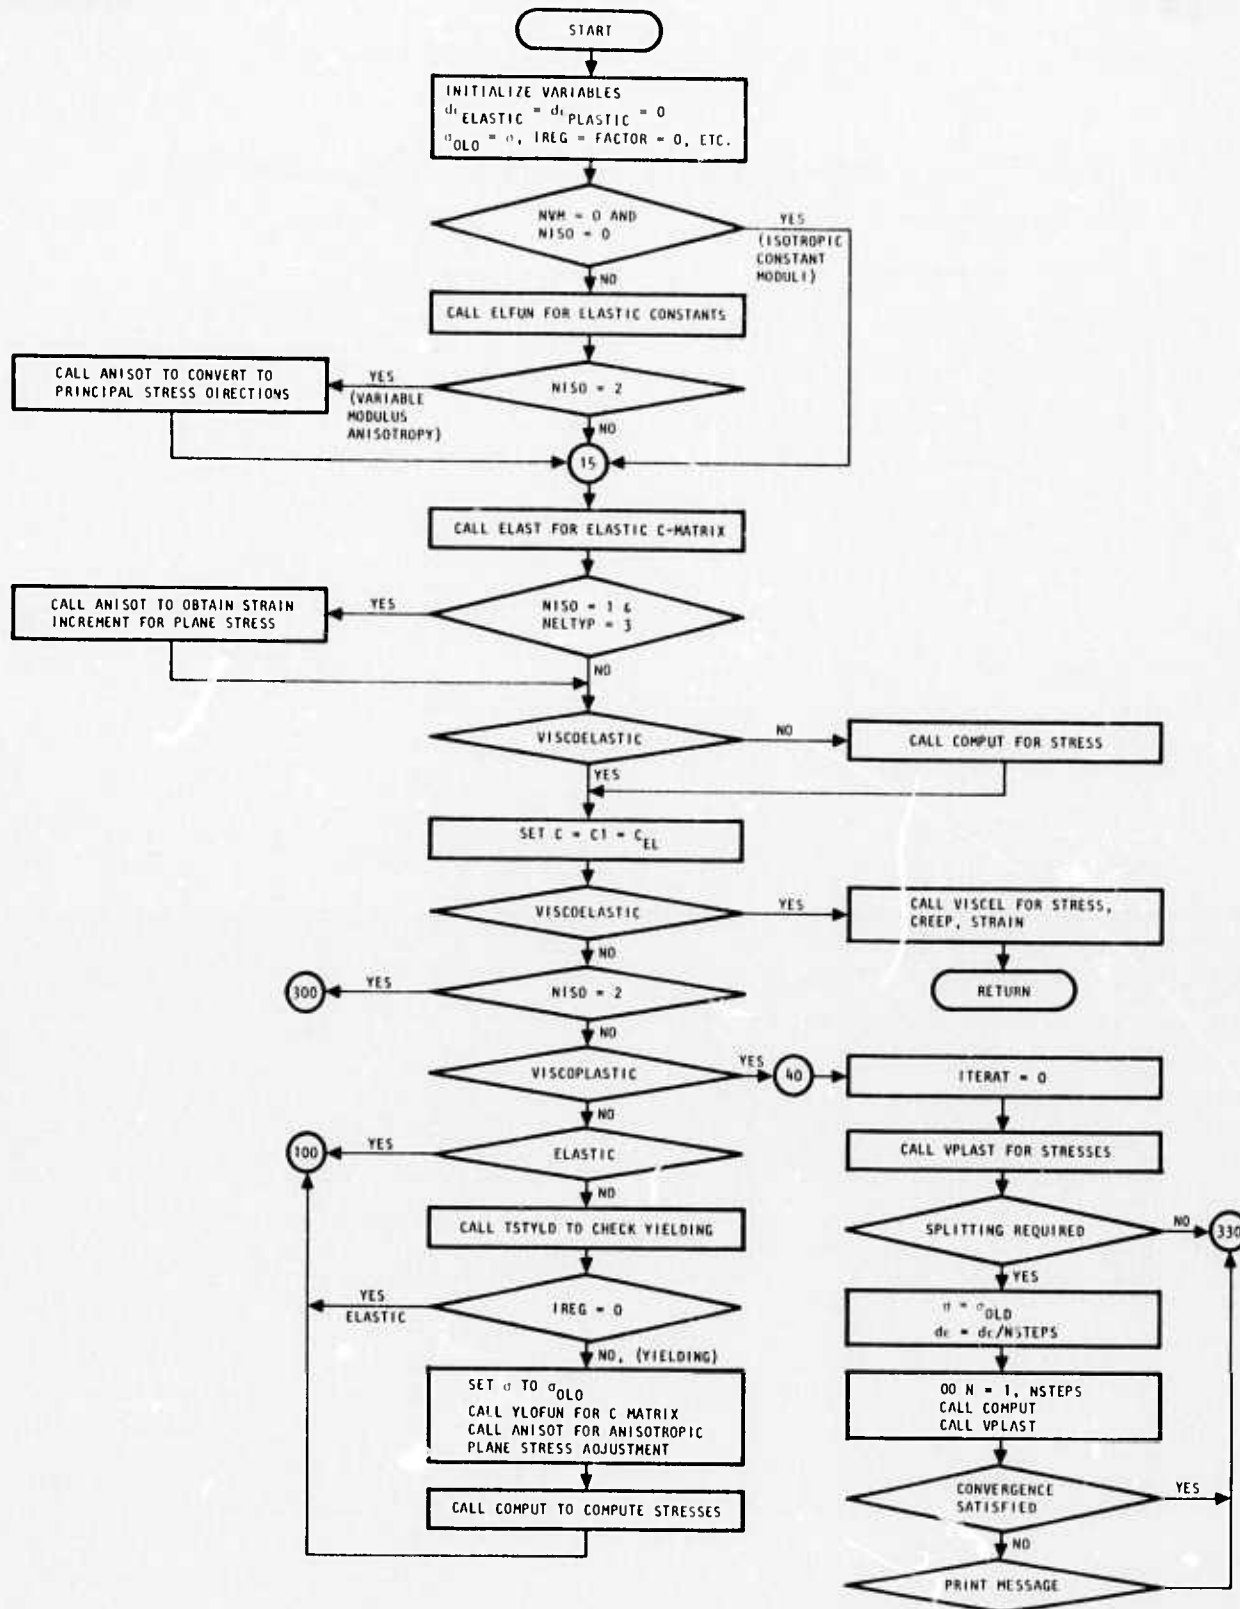 START
INITIALIZE VARIABLES
dε ELASTIC = dε PLASTIC = 0
σ OLD = σ, IREG = FACTOR = 0, ETC.
NVM = 0 AND
NISO = 0
YES
(ISOTROPIC
CONSTANT
MODULI)
NO
CALL ELFUN FOR ELASTIC CONSTANTS
NISO = 2
YES
(VARIABLE
MODULUS
ANISOTROPY)
CALL ANISOT TO CONVERT TO
PRINCIPAL STRESS DIRECTIONS
NO
15
CALL ELAST FOR ELASTIC C-MATRIX
NISO = 1 &
NELTYP = 3
YES
CALL ANISOT TO OBTAIN STRAIN
INCREMENT FOR PLANE STRESS
NO
VISCOELASTIC
NO
CALL COMPUT FOR STRESS
YES
SET C = C1 = C EL
VISCOELASTIC
YES
CALL VISCEL FOR STRESS,
CREEP, STRAIN
RETURN
NO
NISO = 2
YES
300
NO
VISCOPLASTIC
YES
40
ITERAT = 0
NO
ELASTIC
YES
100
NO
CALL TSTYLD TO CHECK YIELDING
IREG = 0
YES
ELASTIC
NO, (YIELDING)
SET σ TO σ OLD
CALL YLDFUN FOR C MATRIX
CALL ANISOT FOR ANISOTROPIC
PLANE STRESS ADJUSTMENT
CALL COMPUT TO COMPUTE STRESSES
CALL VPLAST FOR STRESSES
SPLITTING REQUIRED
NO
330
YES
σ = σ OLD
dε = dε/NSTEPS
DO N = 1, NSTEPS
CALL COMPUT
CALL VPLAST
CONVERGENCE
SATISFIED
YES
NO
PRINT MESSAGE